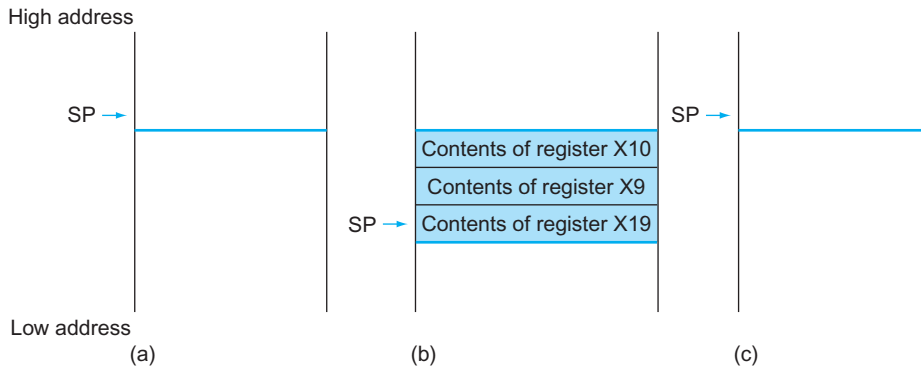 High address
SP
SP
Contents of register X10
Contents of register X9
SP
Contents of register X19
Low address
(a)
(b)
(c)